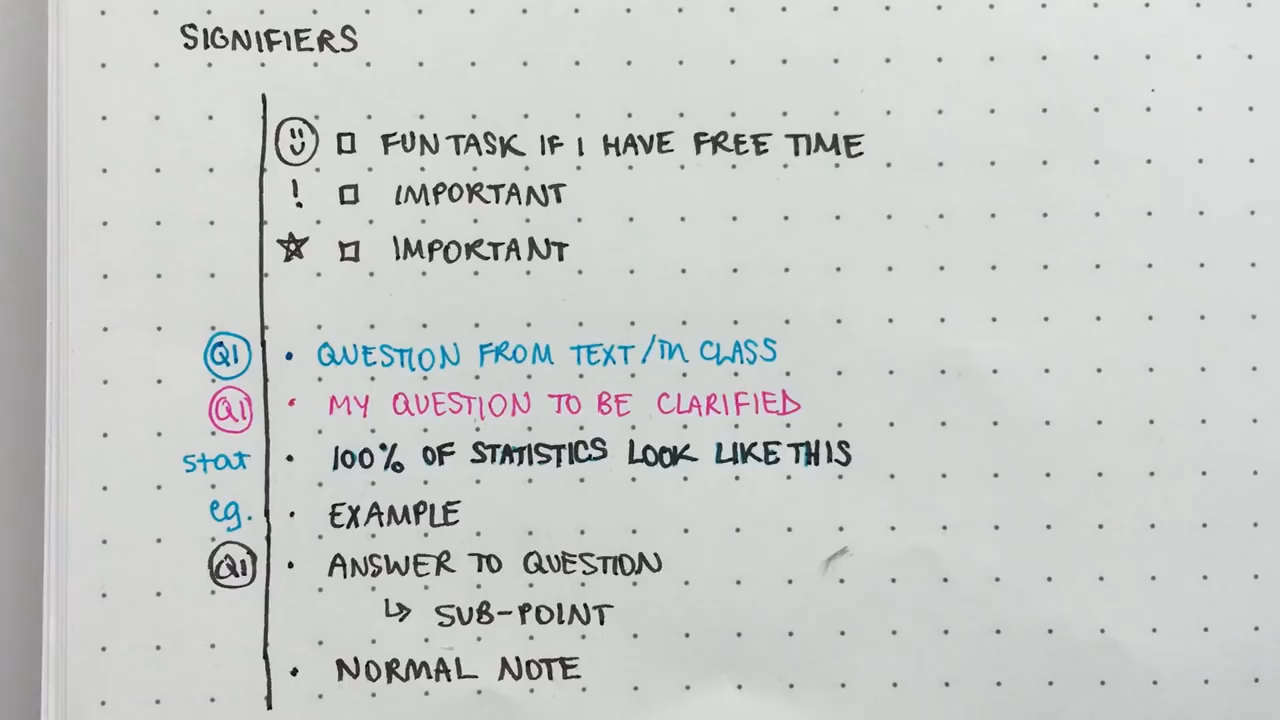 SIGNIFIERS
FUN TASK IF I HAVE FREE TIME
! IMPORTANT
IMPORTANT
Q1 • QUESTION FROM TEXT/IN CLASS
Q1 • MY QUESTION TO BE CLARIFIED
stat • 100% OF STATISTICS LOOK LIKE THIS
eg. • EXAMPLE
Q1 • ANSWER TO QUESTION
↳ SUB-POINT
• NORMAL NOTE